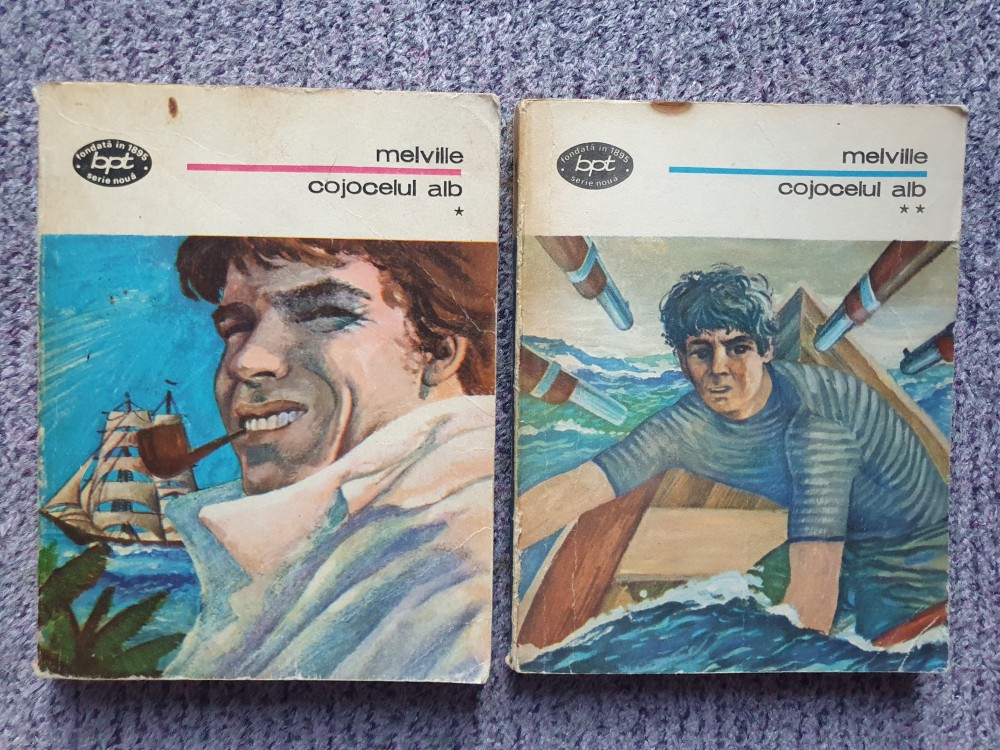 fondată în 1895
bpt
serie nouă
melville
cojocelul alb
*
fondată în 1895
bpt
serie nouă
melville
cojocelul alb
**